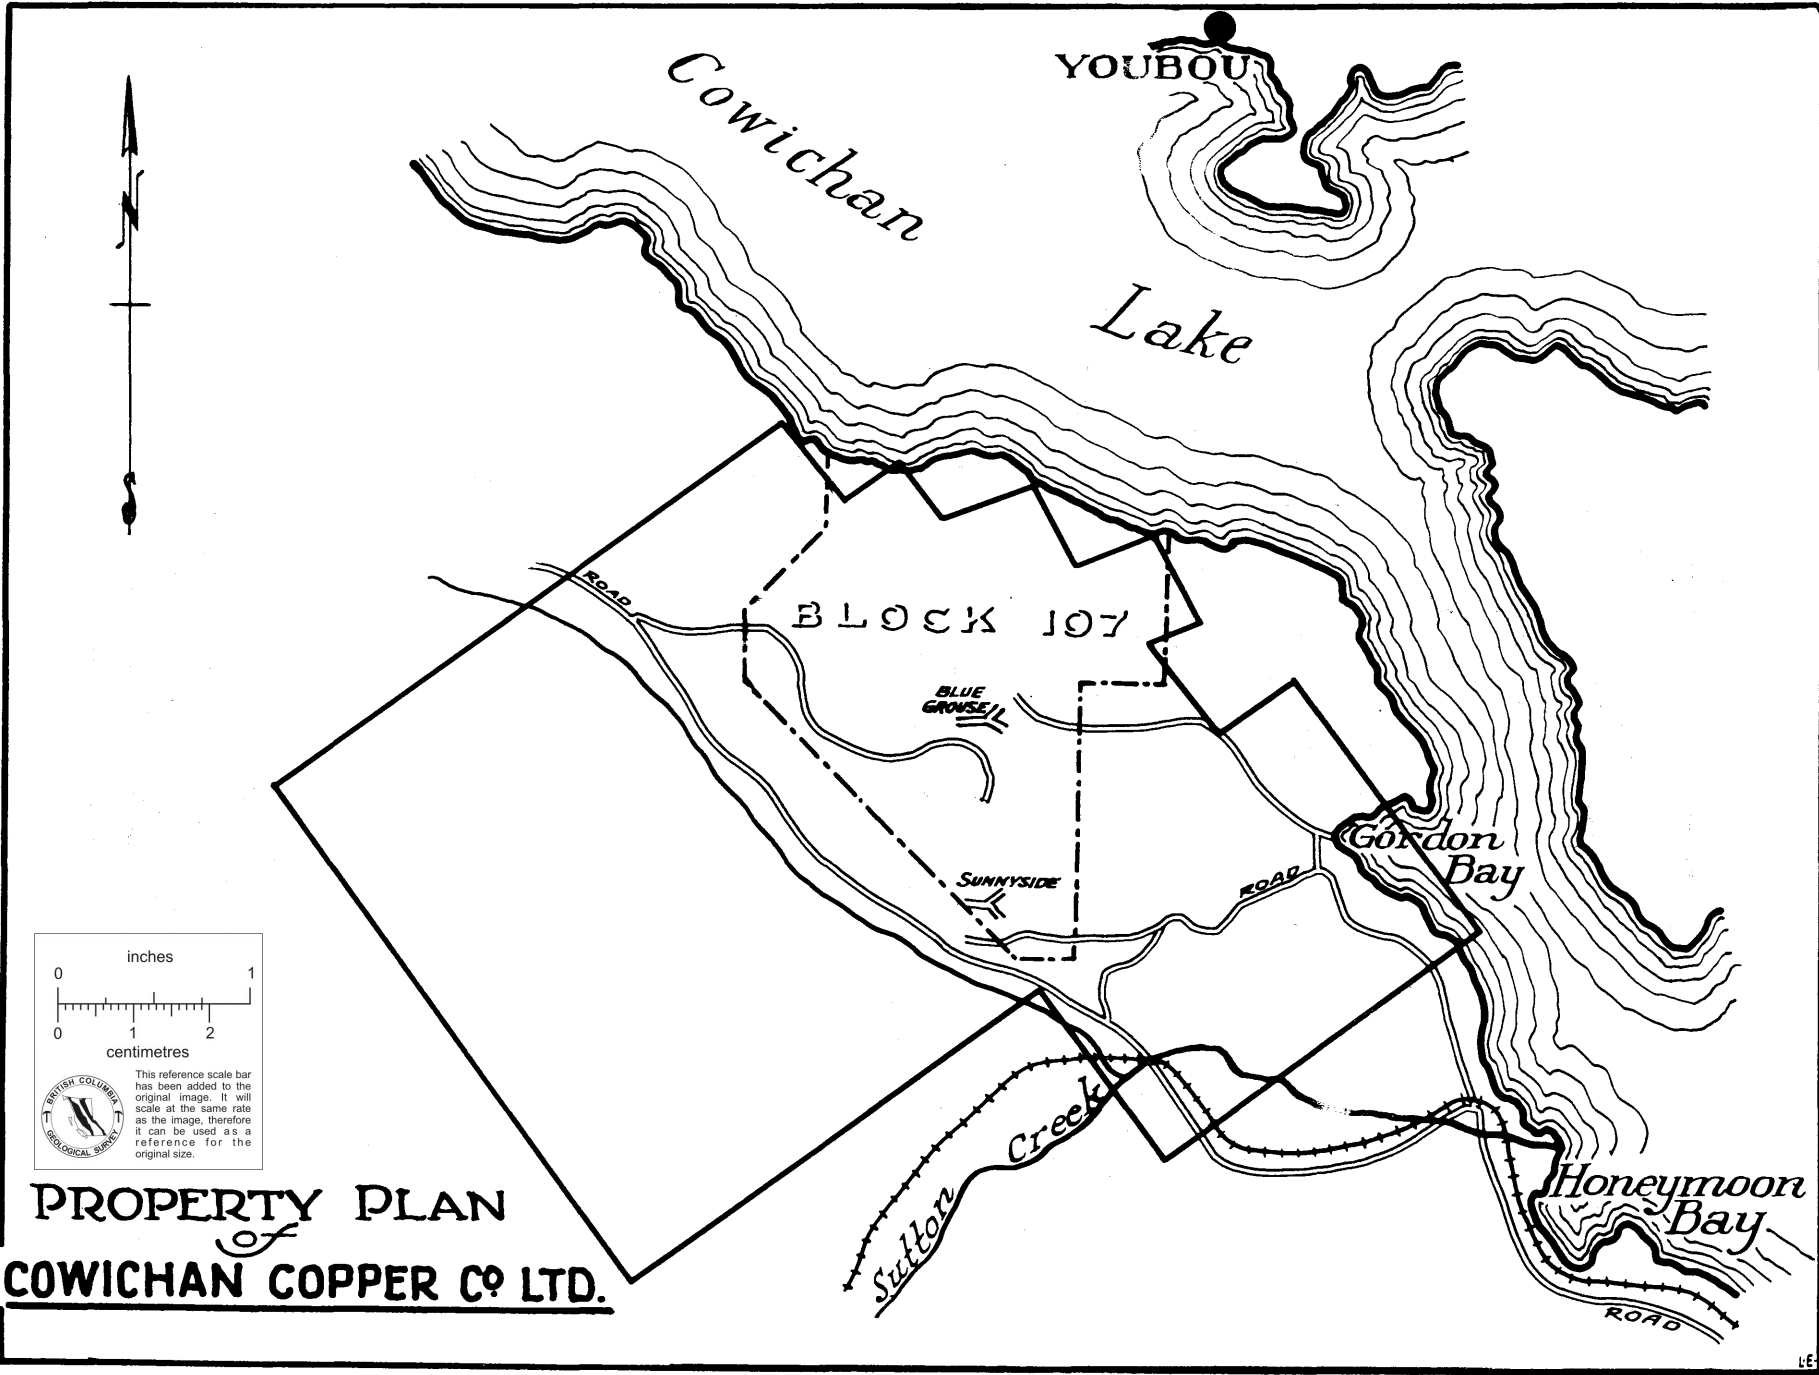 YOUBOU
Cowichan
Lake
N
S
ROAD
BLOCK 107
BLUE
GROUSE
SUNNYSIDE
ROAD
Gordon
Bay
Sutton Creek
Honeymoon
Bay
ROAD
inches
0 1
0 1 2
centimetres
BRITISH COLUMBIA
GEOLOGICAL SURVEY
This reference scale bar
has been added to the
original image. It will
scale at the same rate
as the image, therefore
it can be used as a
reference for the
original size.
PROPERTY PLAN
of
COWICHAN COPPER CO LTD.
L.E.